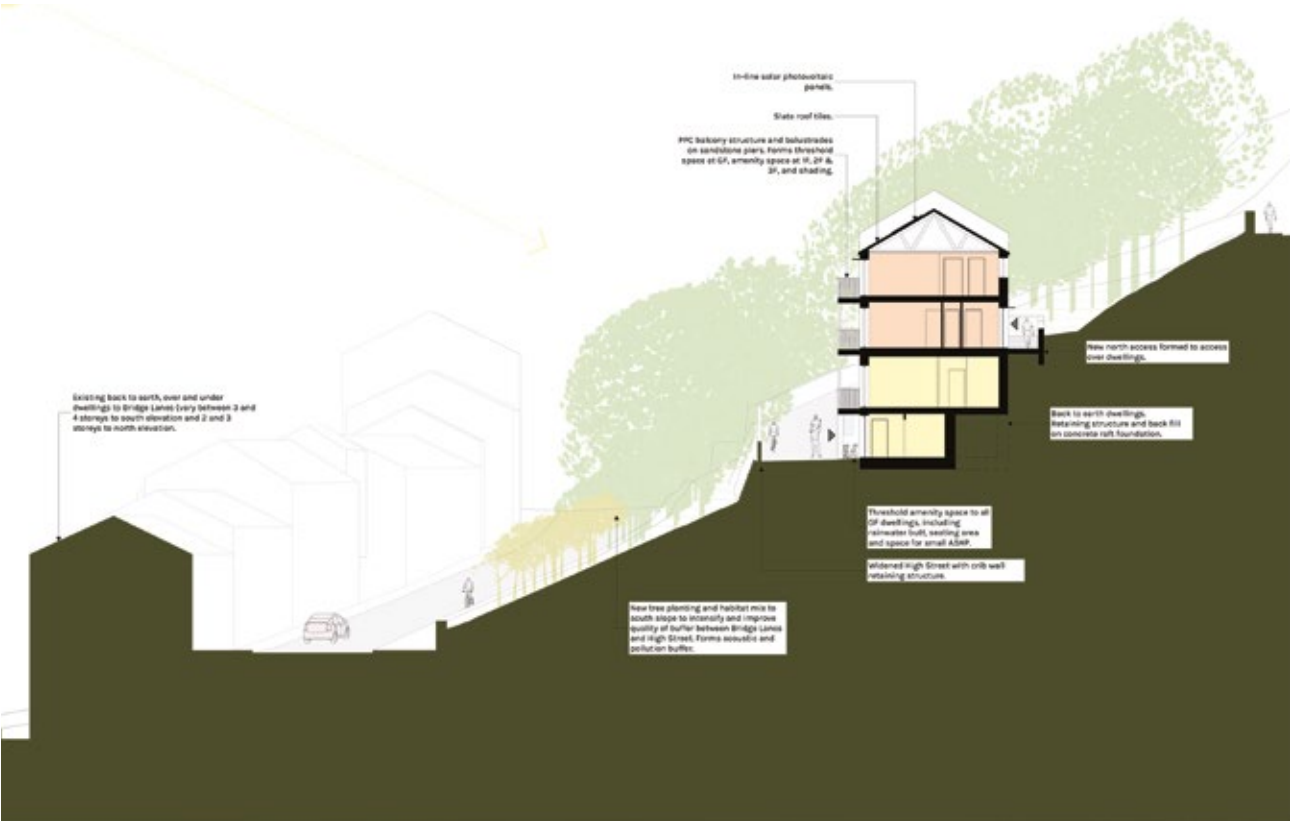 In-line solar photovoltaic
panels.
Slate roof tiles.
PPC balcony structure and balustrades
on sandstone piers. Forms threshold
space at GF, amenity space at 1F, 2F &
3F, and shading.
New north access formed to access
over dwellings.
Existing back to earth, over and under
dwellings to Bridge Lanes (vary between 3 and
4 storeys to south elevation and 2 and 3
storeys to north elevation.
Back to earth dwellings.
Retaining structure and back fill
on concrete raft foundation.
Threshold amenity space to all
GF dwellings, including
rainwater butt, seating area
and space for small ASHP.
Widened High Street with crib wall
retaining structure.
New tree planting and habitat mix to
south slope to intensify and improve
quality of buffer between Bridge Lanes
and High Street. Forms acoustic and
pollution buffer.